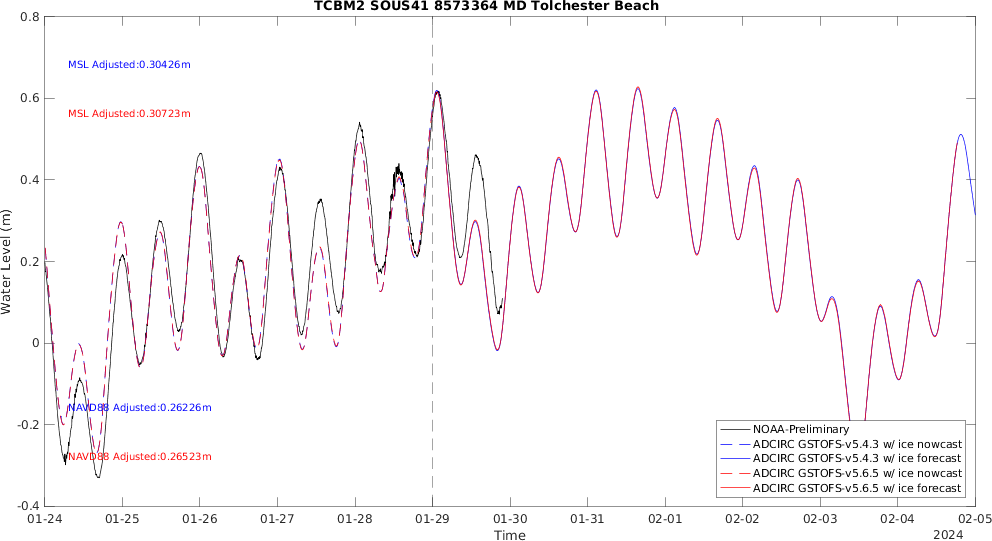 TCBM2 SOUS41 8573364 MD Tolchester Beach
0.8
0.6
0.4
0.2
0
-0.2
-0.4
Water Level (m)
MSL Adjusted:0.30426m
MSL Adjusted:0.30723m
NAVD88 Adjusted:0.26226m
NAVD88 Adjusted:0.26523m
NOAA-Preliminary
ADCIRC GSTOFS-v5.4.3 w/ ice nowcast
ADCIRC GSTOFS-v5.4.3 w/ ice forecast
ADCIRC GSTOFS-v5.6.5 w/ ice nowcast
ADCIRC GSTOFS-v5.6.5 w/ ice forecast
01-24 01-25 01-26 01-27 01-28 01-29 01-30 01-31 02-01 02-02 02-03 02-04 02-05
Time
2024